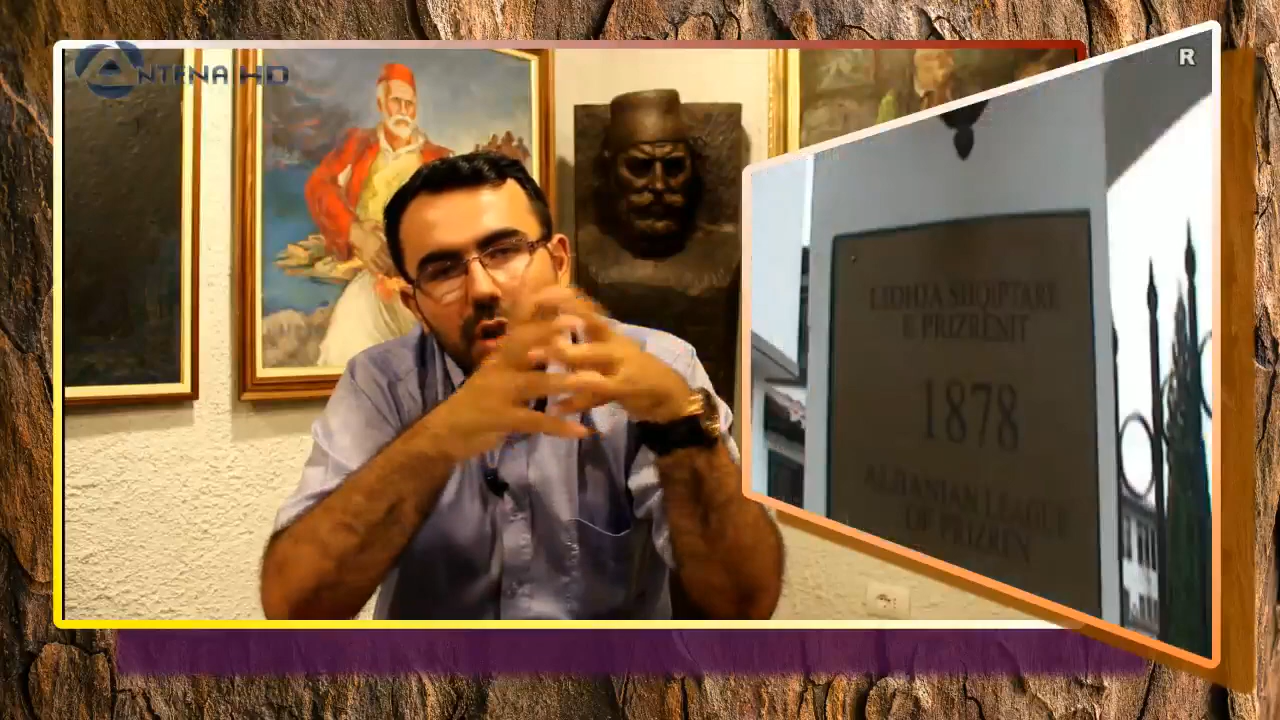 ANTENA HD
R
LIDHJA SHQIPTARE
E PRIZRENIT
1878
ALBANIAN LEAGUE
OF PRIZREN